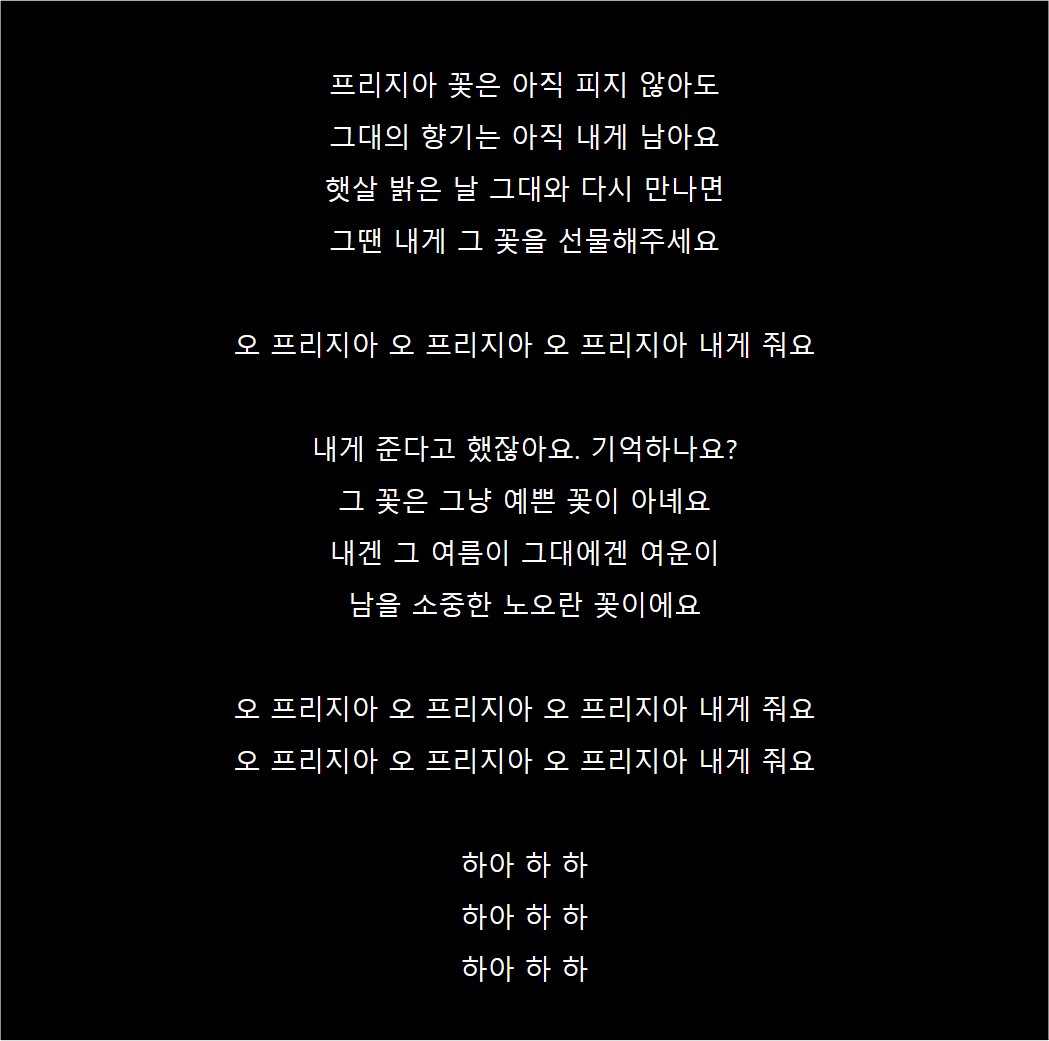 프리지아 꽃은 아직 피지 않아도
그대의 향기는 아직 내게 남아요
햇살 밝은 날 그대와 다시 만나면
그땐 내게 그 꽃을 선물해주세요
오 프리지아 오 프리지아 오 프리지아 내게 줘요
내게 준다고 했잖아요. 기억하나요?
그 꽃은 그냥 예쁜 꽃이 아녜요
내겐 그 여름이 그대에겐 여운이
남을 소중한 노오란 꽃이에요
오 프리지아 오 프리지아 오 프리지아 내게 줘요
오 프리지아 오 프리지아 오 프리지아 내게 줘요
하아 하 하
하아 하 하
하아 하 하